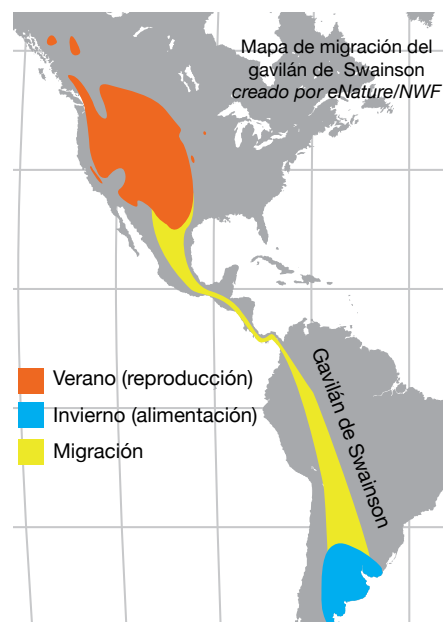 Mapa de migración del
gavilán de Swainson
creado por eNature/NWF
Verano (reproducción)
Invierno (alimentación)
Migración
Gavilán de Swainson